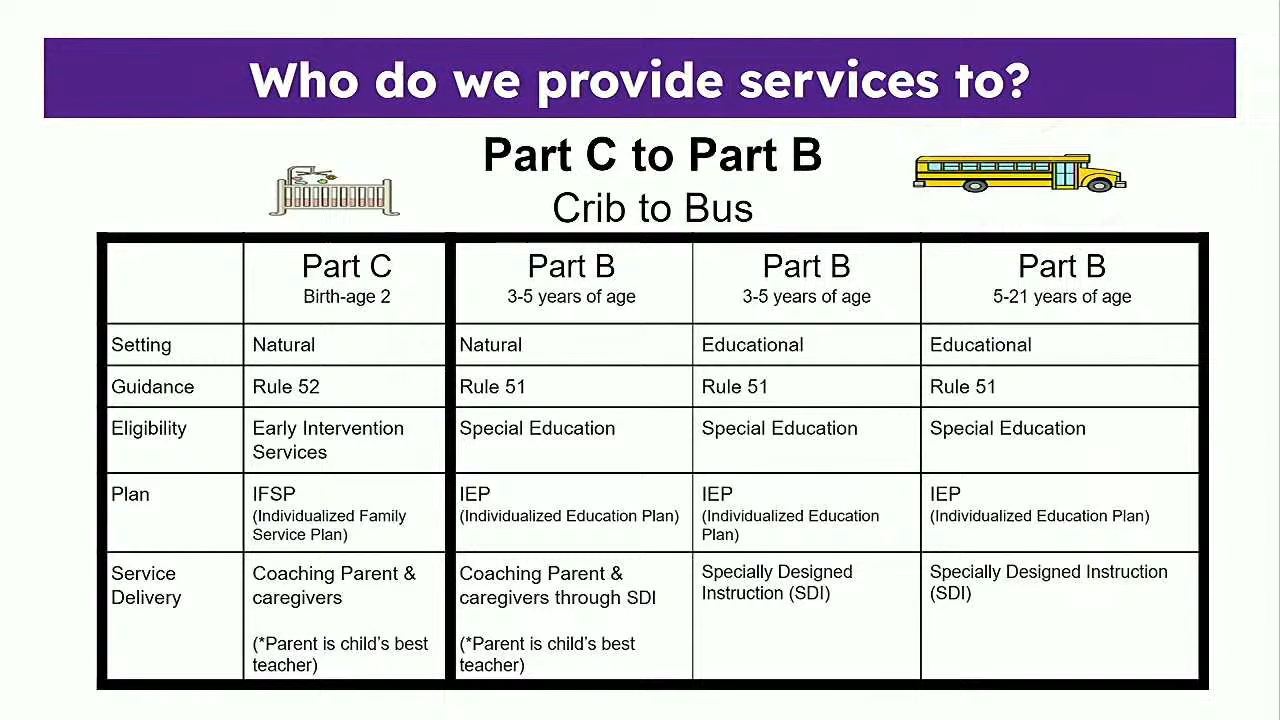 Who do we provide services to?
Part C to Part B
Crib to Bus
Part C
Birth-age 2
Part B
3-5 years of age
Part B
3-5 years of age
Part B
5-21 years of age
Setting
Natural
Natural
Educational
Educational
Guidance
Rule 52
Rule 51
Rule 51
Rule 51
Eligibility
Early Intervention
Services
Special Education
Special Education
Special Education
Plan
IFSP
(Individualized Family
Service Plan)
IEP
(Individualized Education Plan)
IEP
(Individualized Education
Plan)
IEP
(Individualized Education Plan)
Service
Delivery
Coaching Parent &
caregivers
(*Parent is child's best
teacher)
Coaching Parent &
caregivers through SDI
(*Parent is child's best
teacher)
Specially Designed
Instruction (SDI)
Specially Designed Instruction
(SDI)